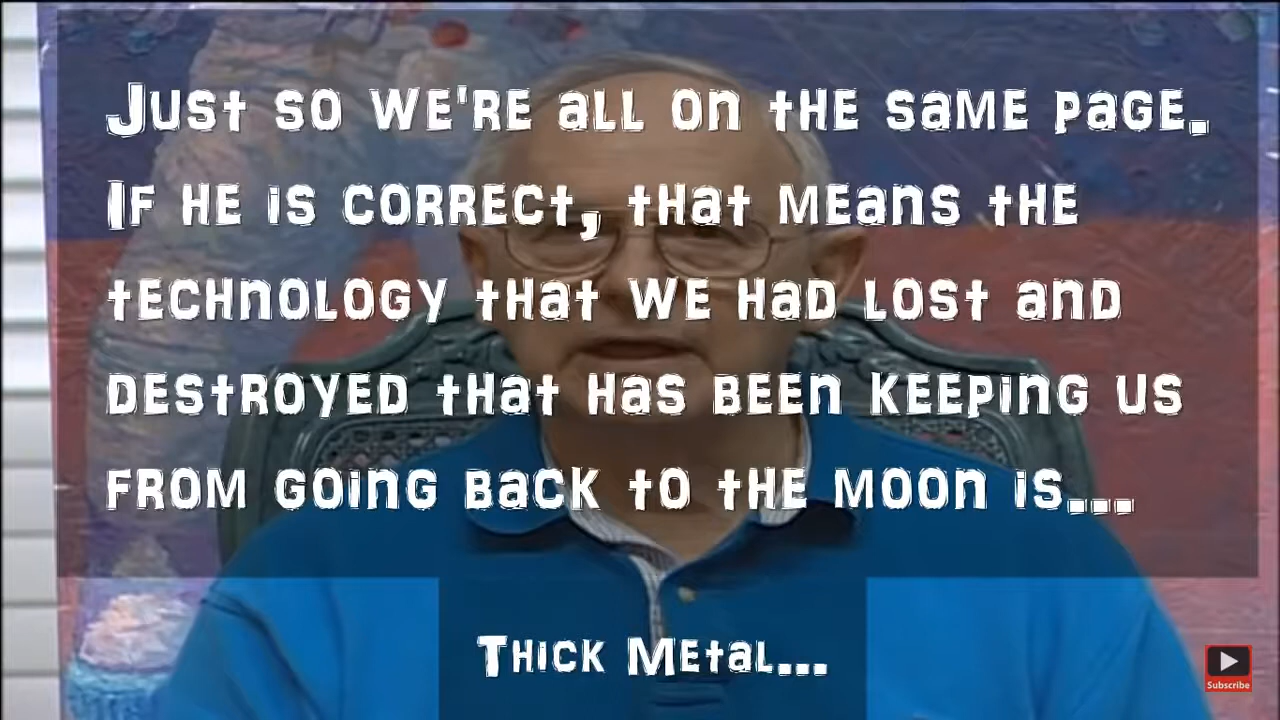 Just so we're all on the same page.
If he is correct, that means the
technology that we had lost and
destroyed that has been keeping us
from going back to the moon is...
Thick Metal...
Subscribe